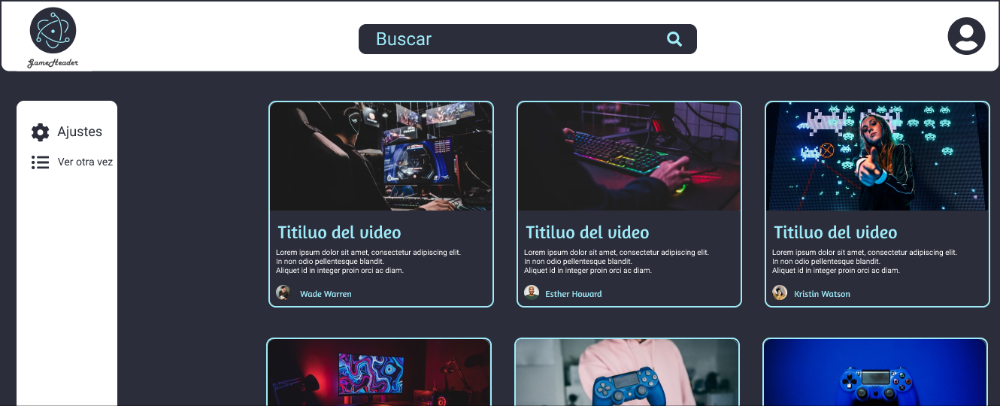 GameHeader
Buscar
Ajustes
Ver otra vez
Titiluo del video
Lorem ipsum dolor sit amet, consectetur adipiscing elit.
In non odio pellentesque blandit.
Aliquet id in integer proin orci ac diam.
Wade Warren
Titiluo del video
Lorem ipsum dolor sit amet, consectetur adipiscing elit.
In non odio pellentesque blandit.
Aliquet id in integer proin orci ac diam.
Esther Howard
Titiluo del video
Lorem ipsum dolor sit amet, consectetur adipiscing elit.
In non odio pellentesque blandit.
Aliquet id in integer proin orci ac diam.
Kristin Watson